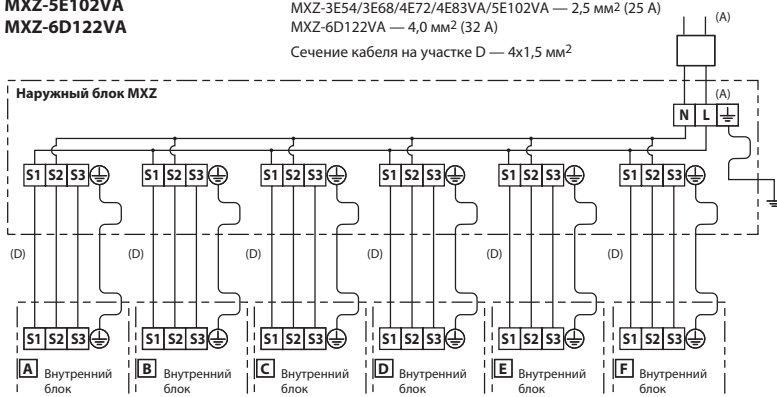 MXZ-5E102VA
MXZ-6D122VA
MXZ-3E54/3E68/4E72/4E83VA/5E102VA — 2,5 мм² (25 А)
MXZ-6D122VA — 4,0 мм² (32 А)
Сечение кабеля на участке D — 4х1,5 мм²
(A)
Наружный блок MXZ
(A)
N L
S1 S2 S3 S1 S2 S3 S1 S2 S3 S1 S2 S3 S1 S2 S3 S1 S2 S3
(D) (D) (D) (D) (D) (D)
S1 S2 S3 S1 S2 S3 S1 S2 S3 S1 S2 S3 S1 S2 S3 S1 S2 S3
A Внутренний B Внутренний C Внутренний D Внутренний E Внутренний F Внутренний
блок блок блок блок блок блок